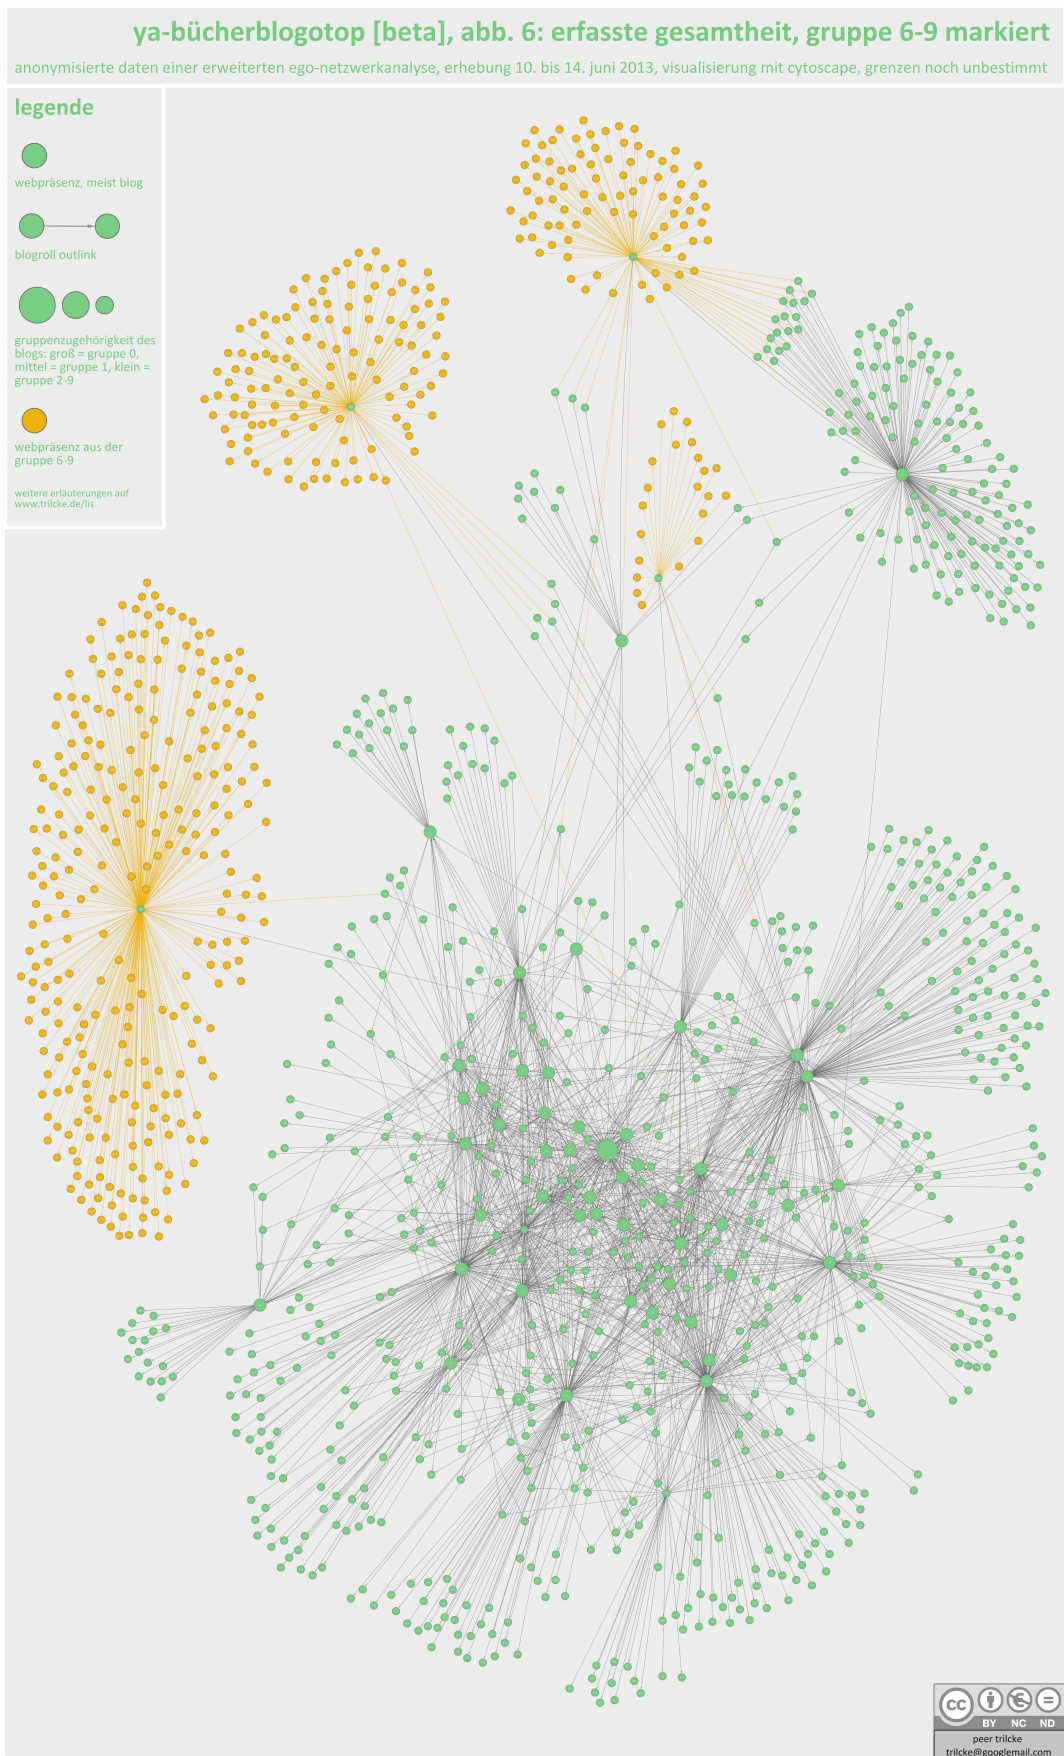 ya-bücherblogotop [beta], abb. 6: erfasste gesamtheit, gruppe 6-9 markiert
anonymisierte daten einer erweiterten ego-netzwerkanalyse, erhebung 10. bis 14. juni 2013, visualisierung mit cytoscape, grenzen noch unbestimmt
legende
webpräsenz, meist blog
blogroll outlink
gruppenzugehörigkeit des
blogs: groß = gruppe 0,
mittel = gruppe 1, klein =
gruppe 2-9
webpräsenz aus der
gruppe 6-9
weitere erläuterungen auf
www.trilcke.de/lis
cc
BY NC ND
peer trilcke
trilcke@googlemail.com